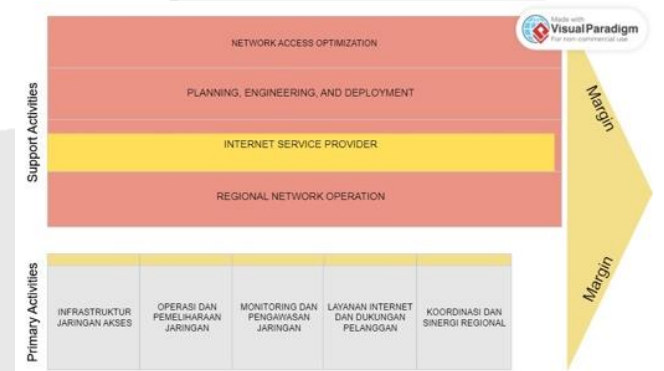 Made with
Visual Paradigm
For non-commercial use
NETWORK ACCESS OPTIMIZATION
PLANNING, ENGINEERING, AND DEPLOYMENT
INTERNET SERVICE PROVIDER
REGIONAL NETWORK OPERATION
Support Activities
Margin
Margin
Primary Activities
INFRASTRUKTUR
JARINGAN AKSES
OPERASI DAN
PEMELIHARAAN
JARINGAN
MONITORING DAN
PENGAWASAN
JARINGAN
LAYANAN INTERNET
DAN DUKUNGAN
PELANGGAN
KOORDINASI DAN
SINERGI REGIONAL